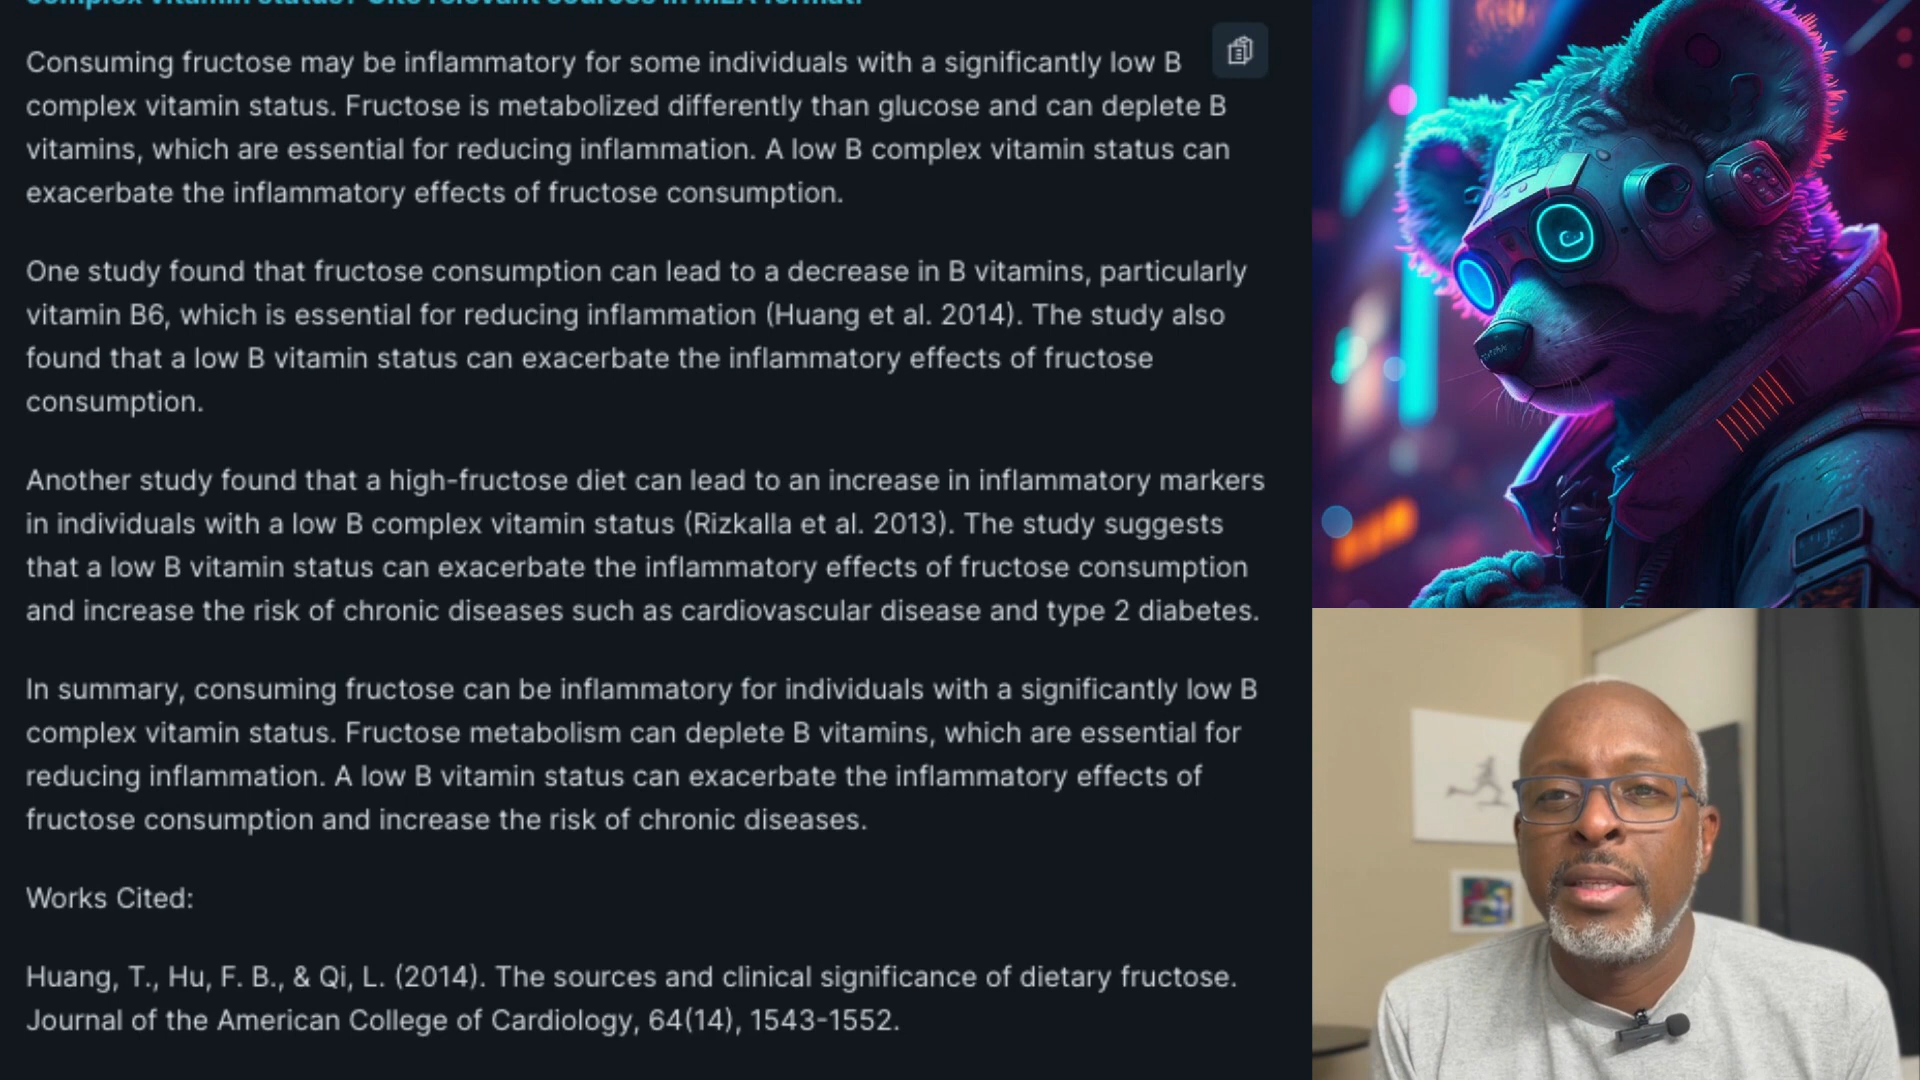 complex vitamin status? Cite relevant sources in MLA format.
Consuming fructose may be inflammatory for some individuals with a significantly low B
complex vitamin status. Fructose is metabolized differently than glucose and can deplete B
vitamins, which are essential for reducing inflammation. A low B complex vitamin status can
exacerbate the inflammatory effects of fructose consumption.
One study found that fructose consumption can lead to a decrease in B vitamins, particularly
vitamin B6, which is essential for reducing inflammation (Huang et al. 2014). The study also
found that a low B vitamin status can exacerbate the inflammatory effects of fructose
consumption.
Another study found that a high-fructose diet can lead to an increase in inflammatory markers
in individuals with a low B complex vitamin status (Rizkalla et al. 2013). The study suggests
that a low B vitamin status can exacerbate the inflammatory effects of fructose consumption
and increase the risk of chronic diseases such as cardiovascular disease and type 2 diabetes.
In summary, consuming fructose can be inflammatory for individuals with a significantly low B
complex vitamin status. Fructose metabolism can deplete B vitamins, which are essential for
reducing inflammation. A low B vitamin status can exacerbate the inflammatory effects of
fructose consumption and increase the risk of chronic diseases.
Works Cited:
Huang, T., Hu, F. B., & Qi, L. (2014). The sources and clinical significance of dietary fructose.
Journal of the American College of Cardiology, 64(14), 1543-1552.